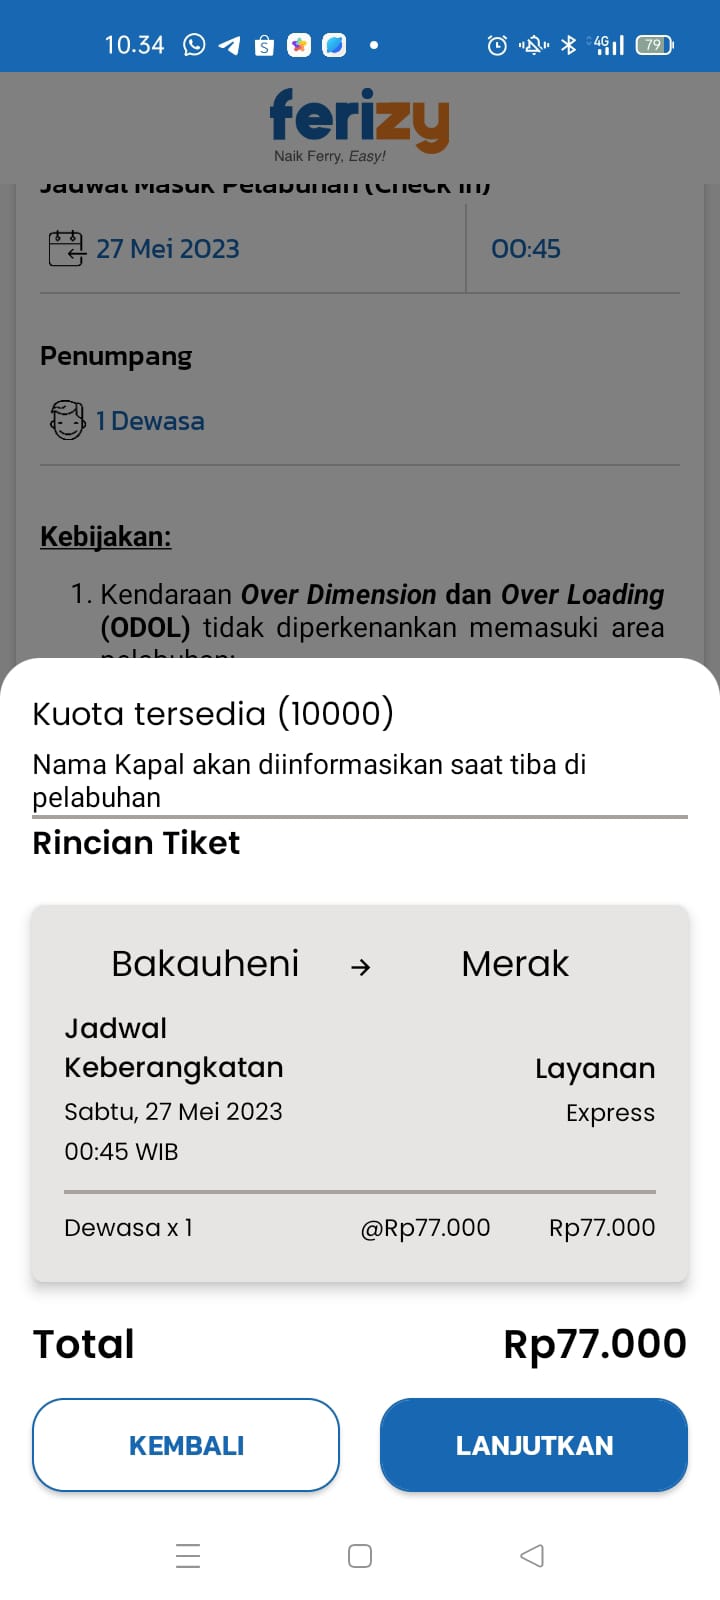 10.34
4G
79
ferizy
Naik Ferry, Easy!
Jadwal Masuk Pelabuhan (Check in)
27 Mei 2023
00:45
Penumpang
1 Dewasa
Kebijakan:
1. Kendaraan Over Dimension dan Over Loading
(ODOL) tidak diperkenankan memasuki area
pelabuhan;
Kuota tersedia (10000)
Nama Kapal akan diinformasikan saat tiba di
pelabuhan
Rincian Tiket
Bakauheni → Merak
Jadwal
Keberangkatan
Layanan
Sabtu, 27 Mei 2023
Express
00:45 WIB
Dewasa x 1 @Rp77.000 Rp77.000
Total Rp77.000
KEMBALI
LANJUTKAN